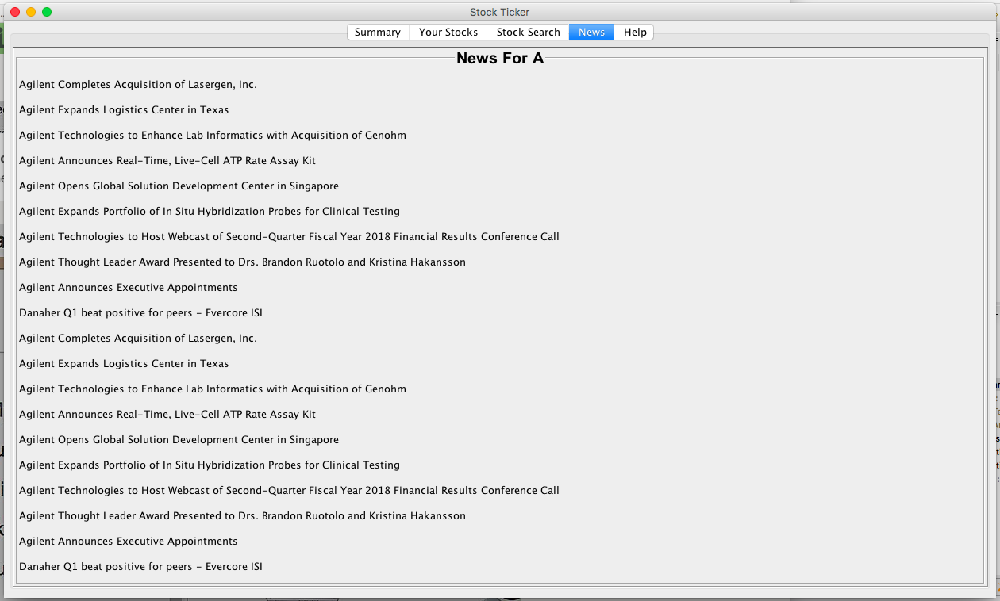 Stock Ticker
Summary Your Stocks Stock Search News Help
News For A
Agilent Completes Acquisition of Lasergen, Inc.
Agilent Expands Logistics Center in Texas
Agilent Technologies to Enhance Lab Informatics with Acquisition of Genohm
Agilent Announces Real-Time, Live-Cell ATP Rate Assay Kit
Agilent Opens Global Solution Development Center in Singapore
Agilent Expands Portfolio of In Situ Hybridization Probes for Clinical Testing
Agilent Technologies to Host Webcast of Second-Quarter Fiscal Year 2018 Financial Results Conference Call
Agilent Thought Leader Award Presented to Drs. Brandon Ruotolo and Kristina Hakansson
Agilent Announces Executive Appointments
Danaher Q1 beat positive for peers - Evercore ISI
Agilent Completes Acquisition of Lasergen, Inc.
Agilent Expands Logistics Center in Texas
Agilent Technologies to Enhance Lab Informatics with Acquisition of Genohm
Agilent Announces Real-Time, Live-Cell ATP Rate Assay Kit
Agilent Opens Global Solution Development Center in Singapore
Agilent Expands Portfolio of In Situ Hybridization Probes for Clinical Testing
Agilent Technologies to Host Webcast of Second-Quarter Fiscal Year 2018 Financial Results Conference Call
Agilent Thought Leader Award Presented to Drs. Brandon Ruotolo and Kristina Hakansson
Agilent Announces Executive Appointments
Danaher Q1 beat positive for peers - Evercore ISI